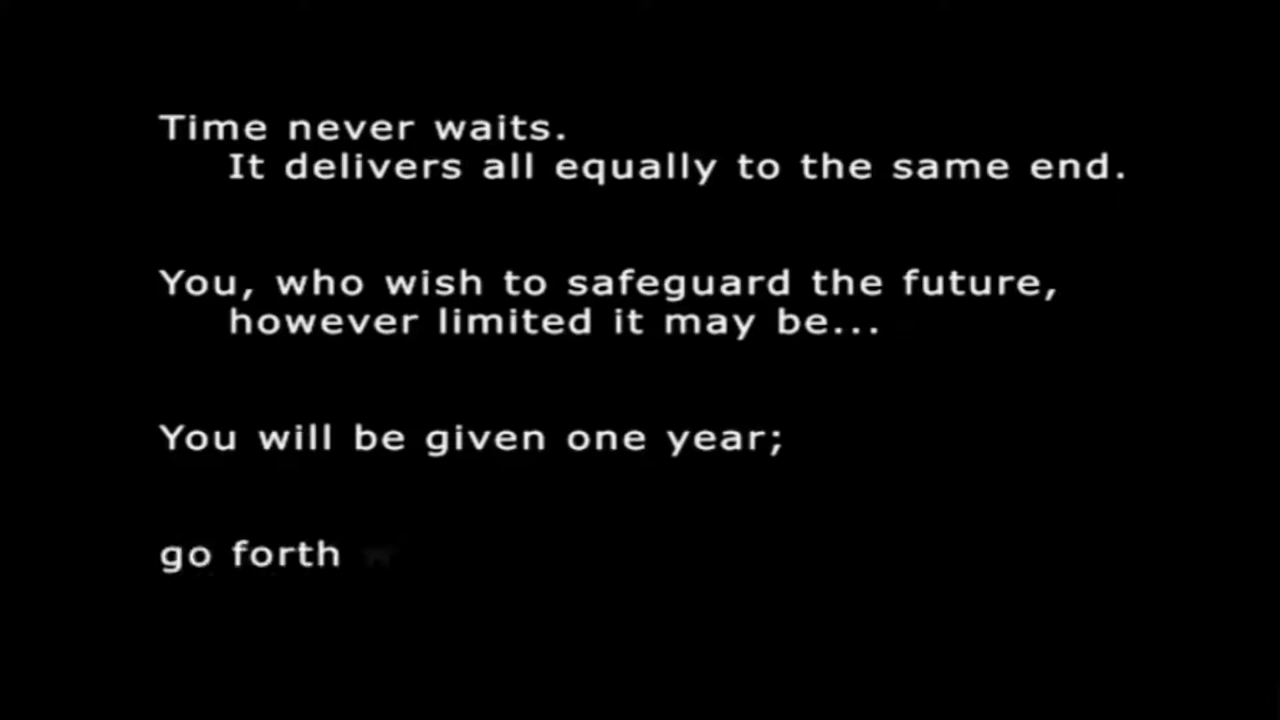 Time never waits.
It delivers all equally to the same end.
You, who wish to safeguard the future,
however limited it may be...
You will be given one year;
go forth